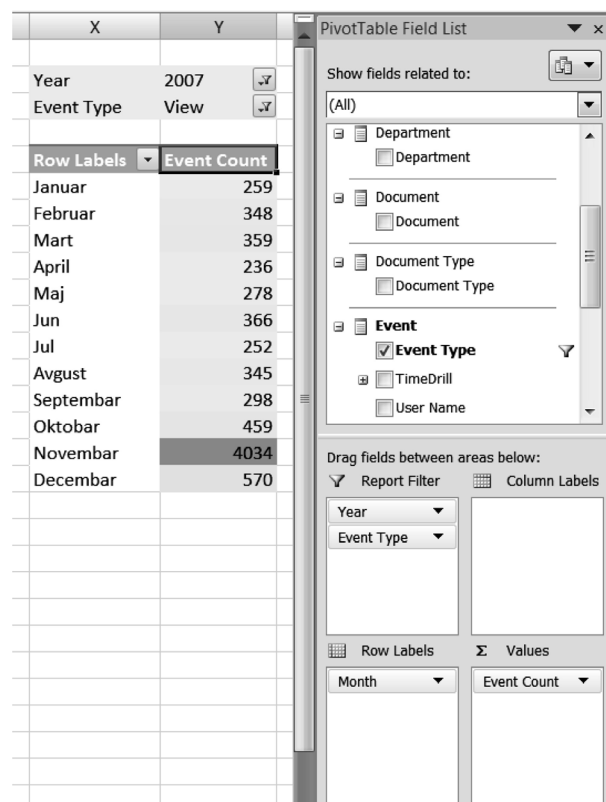 X Y
Year 2007
Event Type View
Row Labels Event Count
Januar 259
Februar 348
Mart 359
April 236
Maj 278
Jun 366
Jul 252
Avgust 345
Septembar 298
Oktobar 459
Novembar 4034
Decembar 570
PivotTable Field List
Show fields related to:
(All)
Department
Department
Document
Document
Document Type
Document Type
Event
Event Type
TimeDrill
User Name
Drag fields between areas below:
Report Filter Column Labels
Year
Event Type
Row Labels Σ Values
Month Event Count